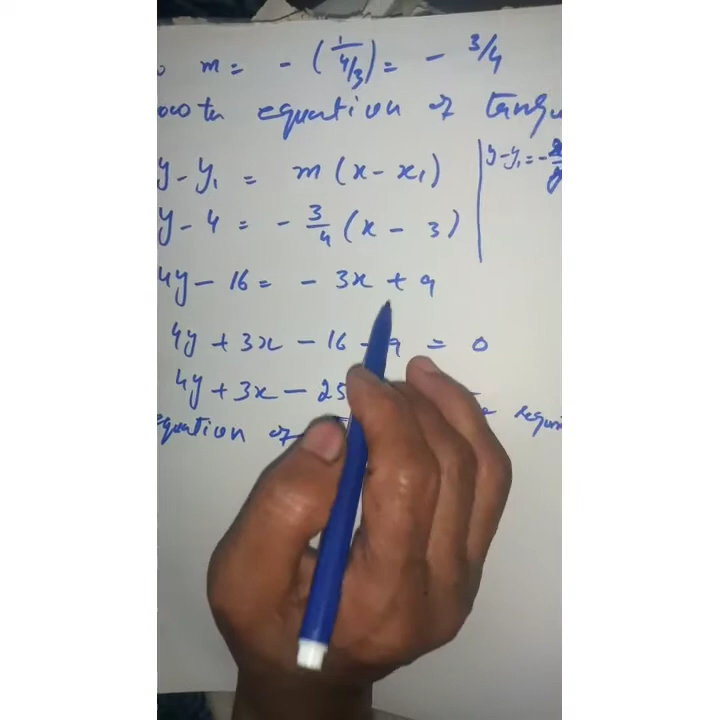 m = - (1/4/3) = - 3/4
equation of
y - y₁ = m (x - x₁)
y - y₁ = -
y - 4 = - 3/4 (x - 3)
4y - 16 = - 3x + 9
4y + 3x - 16 - 9 = 0
4y + 3x - 25
equation of